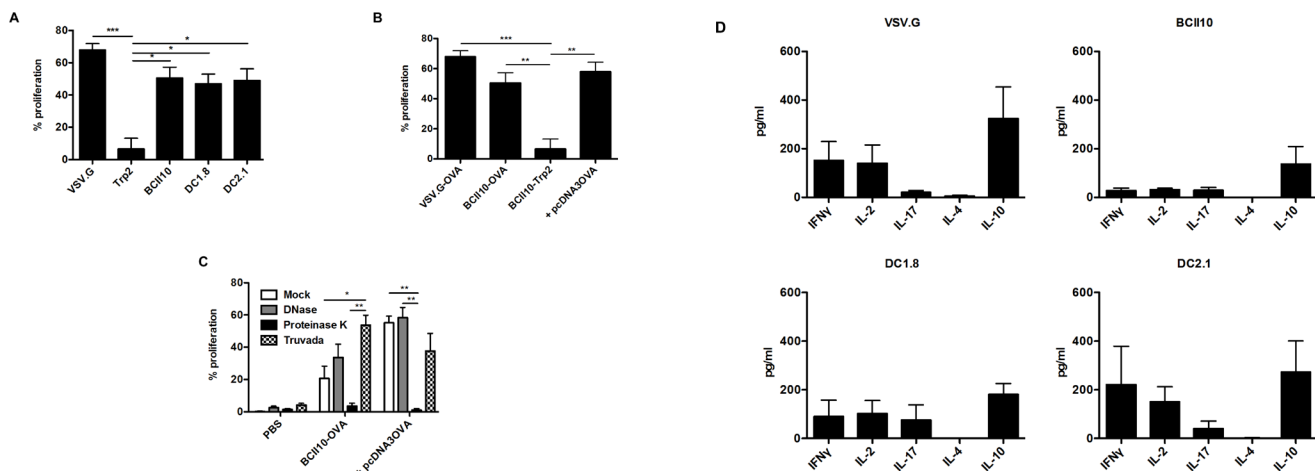 A
% proliferation
80
60
40
20
0
***
*
*
*
VSV.G
Trp2
BCII10
DC1.8
DC2.1
B
% proliferation
80
60
40
20
0
***
**
**
VSV.G-OVA
BCII10-OVA
BCII10-Trp2
+ pcDNA3OVA
C
% proliferation
80
60
40
20
0
Mock
DNase
Proteinase K
Truvada
*
**
**
**
PBS
BCII10-OVA
pcDNA3OVA
D
VSV.G
pg/ml
600
400
200
0
IFNγ
IL-2
IL-17
IL-4
IL-10
BCII10
pg/ml
600
400
200
0
IFNγ
IL-2
IL-17
IL-4
IL-10
DC1.8
pg/ml
600
400
200
0
IFNγ
IL-2
IL-17
IL-4
IL-10
DC2.1
pg/ml
600
400
200
0
IFNγ
IL-2
IL-17
IL-4
IL-10